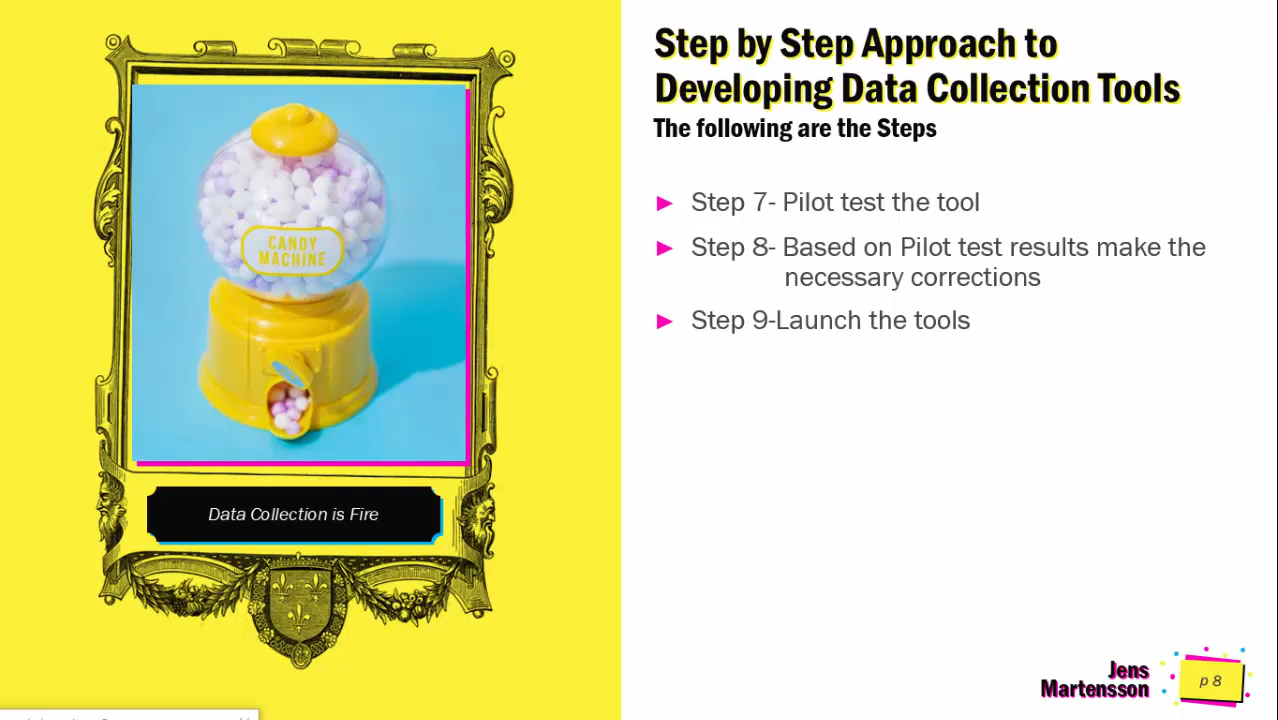 Step by Step Approach to
Developing Data Collection Tools
The following are the Steps
► Step 7- Pilot test the tool
► Step 8- Based on Pilot test results make the
necessary corrections
► Step 9-Launch the tools
CANDY
MACHINE
Data Collection is Fire
Jens
Martensson
p 8